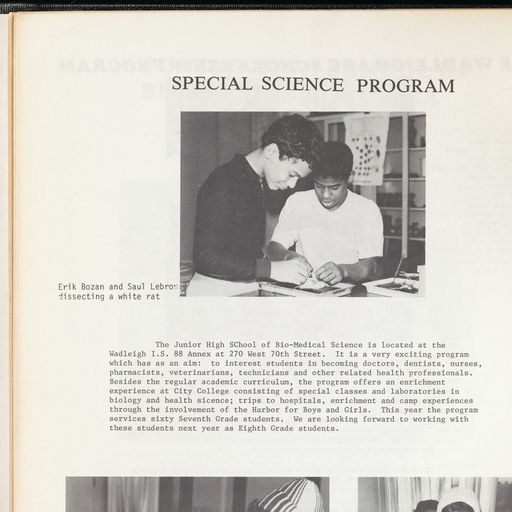 SPECIAL SCIENCE PROGRAM
Erik Bozan and Saul Lebron
dissecting a white rat
The Junior High SChool of Bio-Medical Science is located at the
Wadleigh I.S. 88 Annex at 270 West 70th Street. It is a very exciting program
which has as an aim: to interest students in becoming doctors, dentists, nurses,
pharmacists, veterinarians, technicians and other related health professionals.
Besides the regular academic curriculum, the program offers an enrichment
experience at City College consisting of special classes and laboratories in
biology and health sicence; trips to hospitals, enrichment and camp experiences
through the involvement of the Harbor for Boys and Girls. This year the program
services sixty Seventh Grade students. We are looking forward to working with
these students next year as Eighth Grade students.